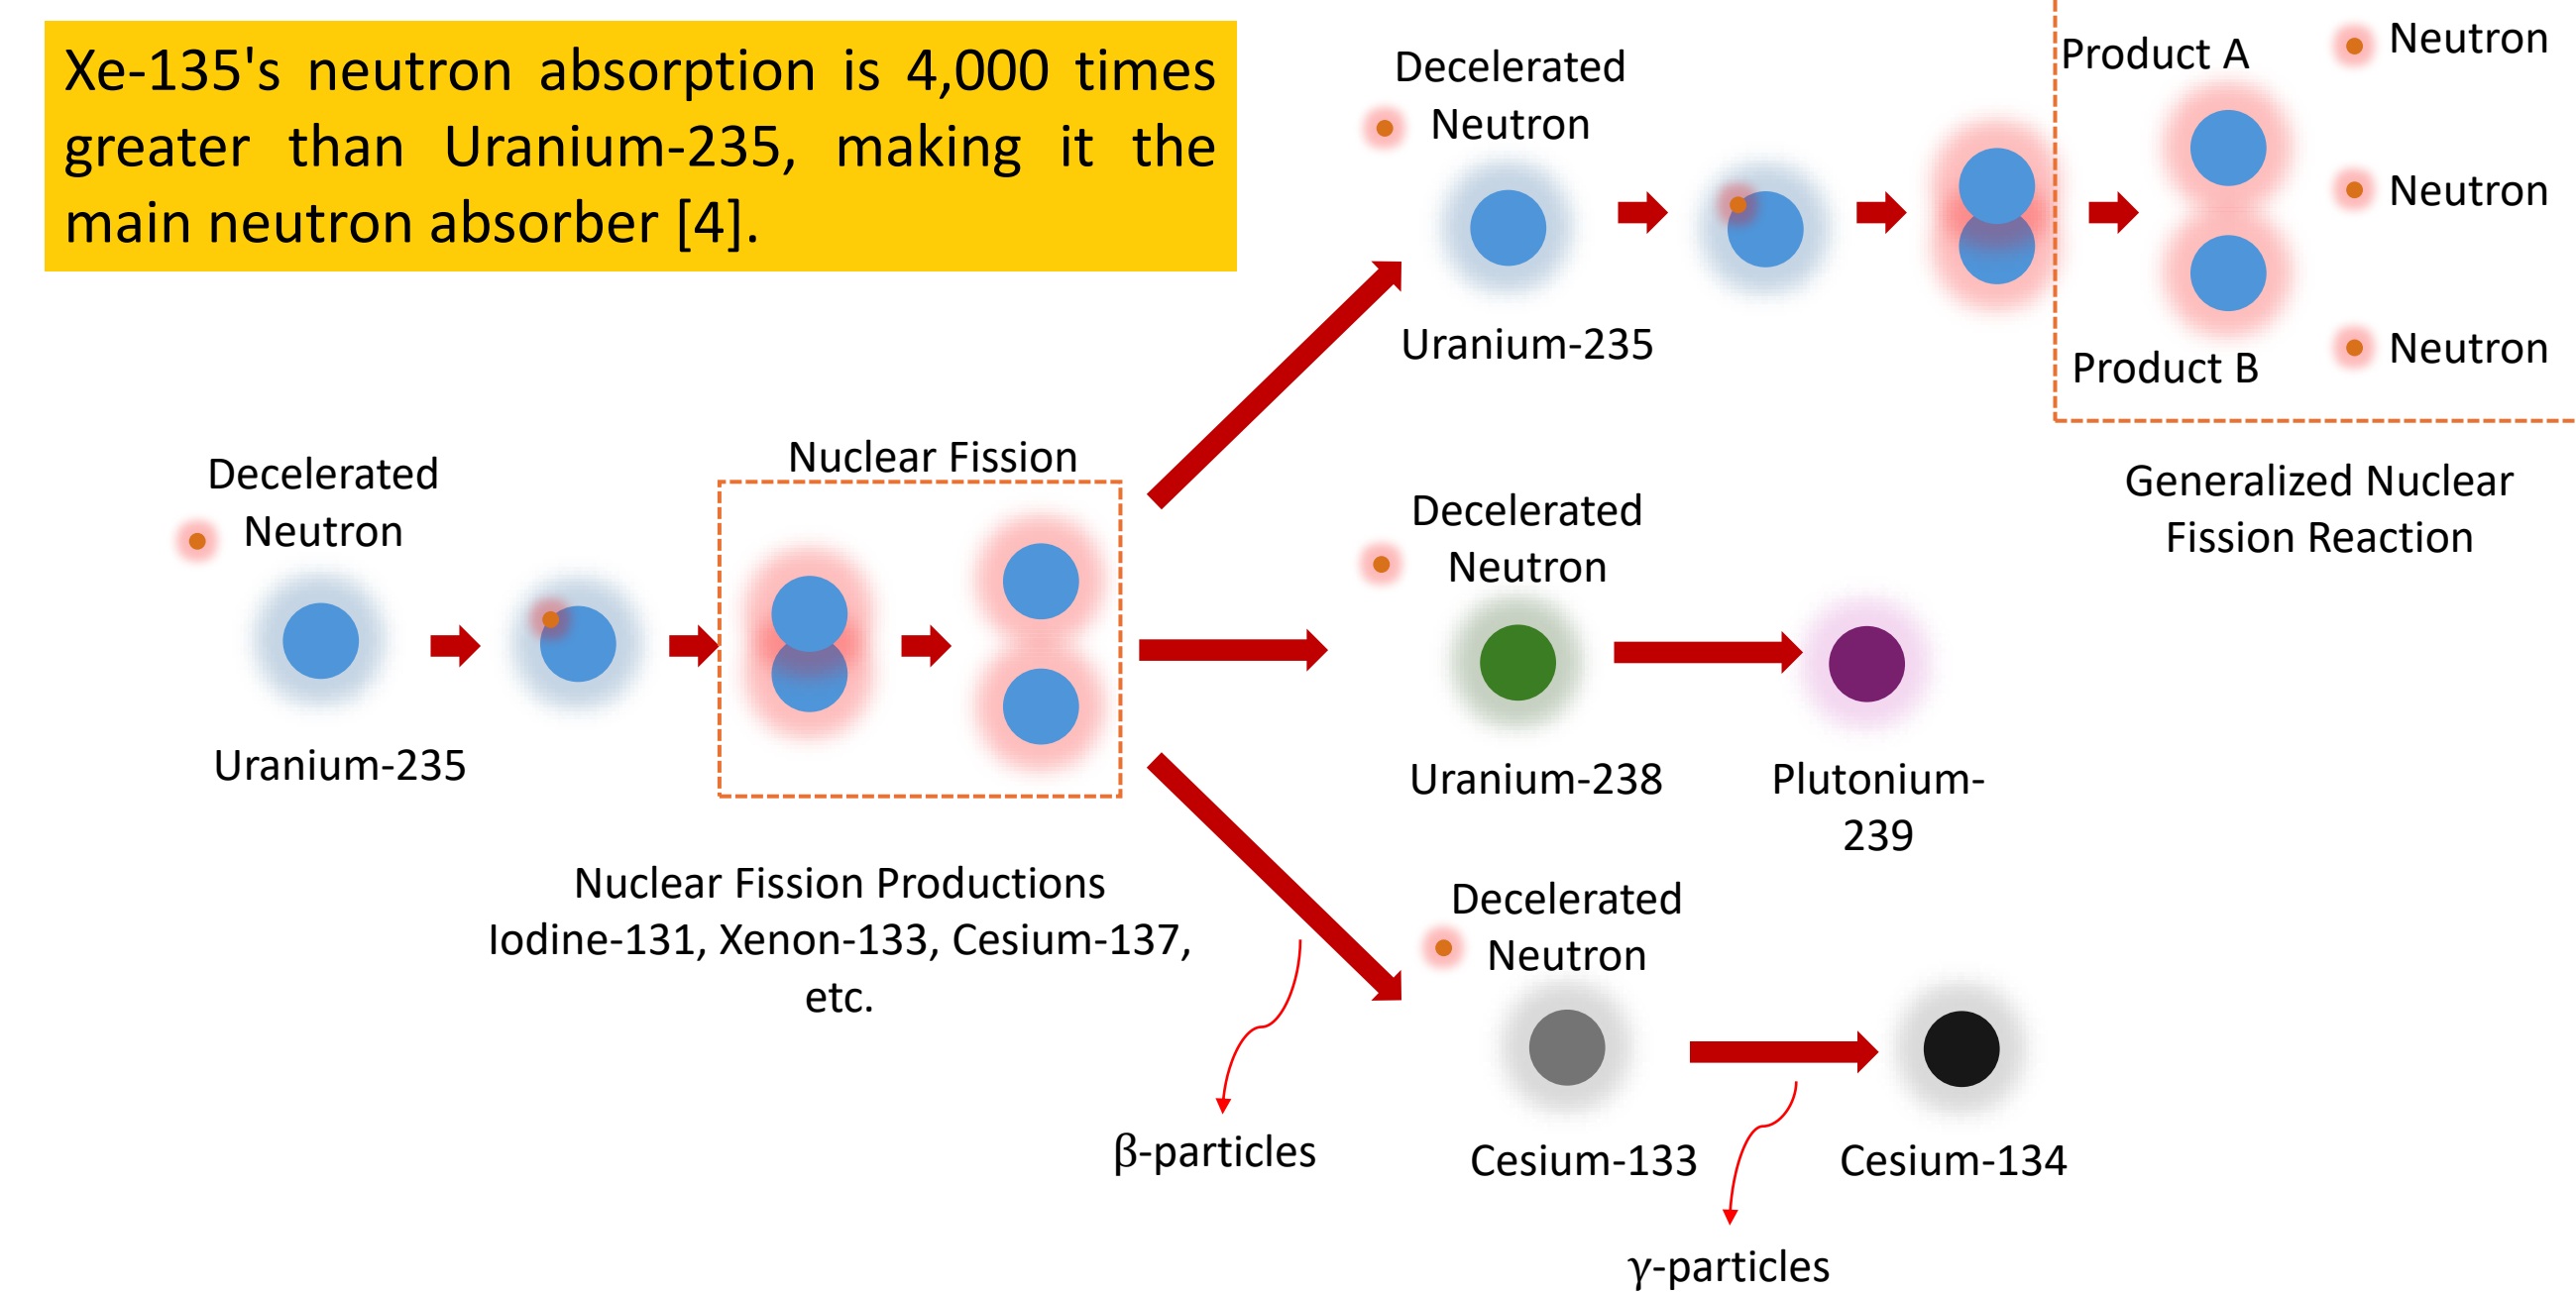 Xe-135's neutron absorption is 4,000 times
greater than Uranium-235, making it the
main neutron absorber [4].
Decelerated
Neutron
Uranium-235
Product A
Product B
Neutron
Neutron
Neutron
Generalized Nuclear
Fission Reaction
Decelerated
Neutron
Uranium-235
Nuclear Fission
Nuclear Fission Productions
Iodine-131, Xenon-133, Cesium-137,
etc.
Decelerated
Neutron
Uranium-238
Plutonium-
239
Decelerated
Neutron
Cesium-133
Cesium-134
β-particles
γ-particles